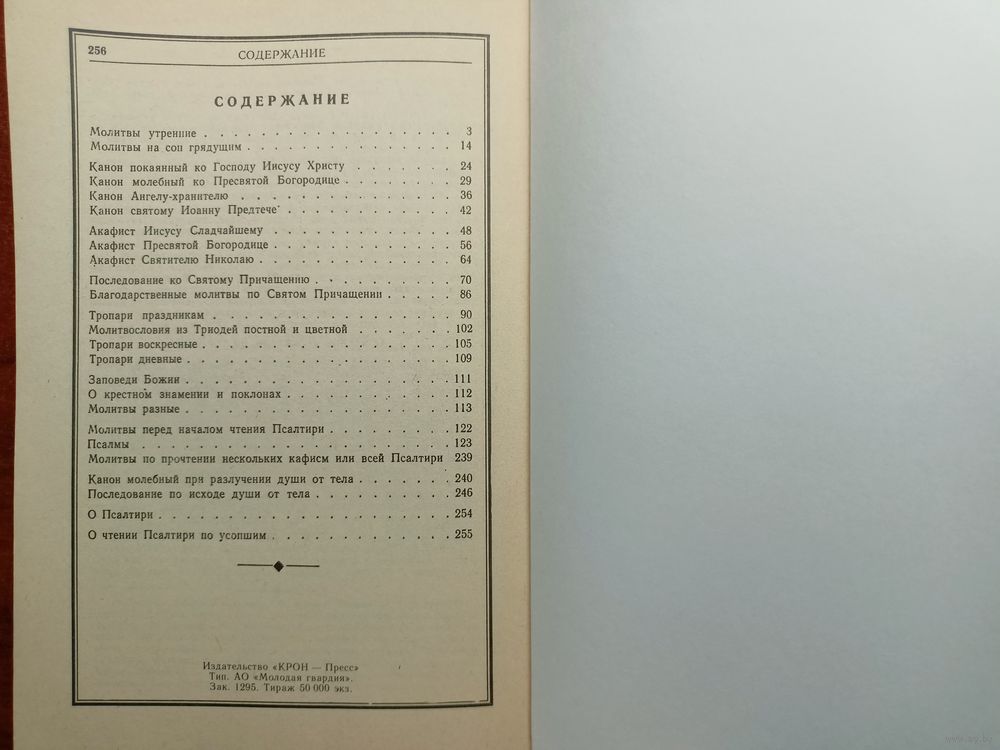 256 СОДЕРЖАНИЕ
СОДЕРЖАНИЕ
Молитвы утренние . . . . . . . . . . . . . . . . . . 3
Молитвы на сон грядущим . . . . . . . . . . . . . . . 14
Канон покаянный ко Господу Иисусу Христу . . . . . . . 24
Канон молебный ко Пресвятой Богородице . . . . . . . . 29
Канон Ангелу-хранителю . . . . . . . . . . . . . . . 36
Канон святому Иоанну Предтече . . . . . . . . . . . . 42
Акафист Иисусу Сладчайшему . . . . . . . . . . . . . 48
Акафист Пресвятой Богородице . . . . . . . . . . . . . 56
Акафист Святителю Николаю . . . . . . . . . . . . . . 64
Последование ко Святому Причащению . . . . . . . . . . 70
Благодарственные молитвы по Святом Причащении . . . . . 86
Тропари праздникам . . . . . . . . . . . . . . . . . 90
Молитвословия из Триодей постной и цветной . . . . . . . 102
Тропари воскресные . . . . . . . . . . . . . . . . . . 105
Тропари дневные . . . . . . . . . . . . . . . . . . . 109
Заповеди Божии . . . . . . . . . . . . . . . . . . . 111
О крестном знамении и поклонах . . . . . . . . . . . . 112
Молитвы разные . . . . . . . . . . . . . . . . . . . 113
Молитвы перед началом чтения Псалтири . . . . . . . . . 122
Псалмы . . . . . . . . . . . . . . . . . . . . . . 123
Молитвы по прочтении нескольких кафисм или всей Псалтири 239
Канон молебный при разлучении души от тела . . . . . . . 240
Последование по исходе души от тела . . . . . . . . . . 246
О Псалтири . . . . . . . . . . . . . . . . . . . . . 254
О чтении Псалтири по усопшим . . . . . . . . . . . . . 255
Издательство «КРОН — Пресс»
Тип. АО «Молодая гвардия».
Зак. 1295. Тираж 50 000 экз.